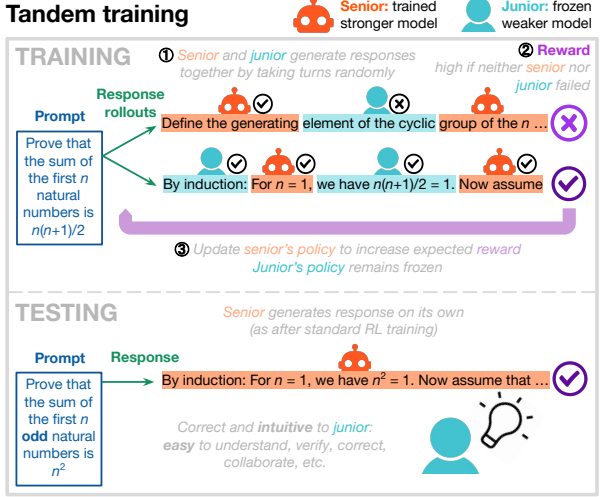 Tandem training
Senior: trained
stronger model
Junior: frozen
weaker model
TRAINING
① Senior and junior generate responses
together by taking turns randomly
② Reward
high if neither senior nor
junior failed
Response
rollouts
Prompt
Prove that
the sum of
the first n
natural
numbers is
n(n+1)/2
Define the generating element of the cyclic group of the n ...
By induction: For n = 1, we have n(n+1)/2 = 1. Now assume
③ Update senior's policy to increase expected reward
Junior's policy remains frozen
TESTING
Senior generates response on its own
(as after standard RL training)
Prompt
Response
Prove that
the sum of
the first n
odd natural
numbers is
n²
By induction: For n = 1, we have n² = 1. Now assume that ...
Correct and intuitive to junior:
easy to understand, verify, correct,
collaborate, etc.